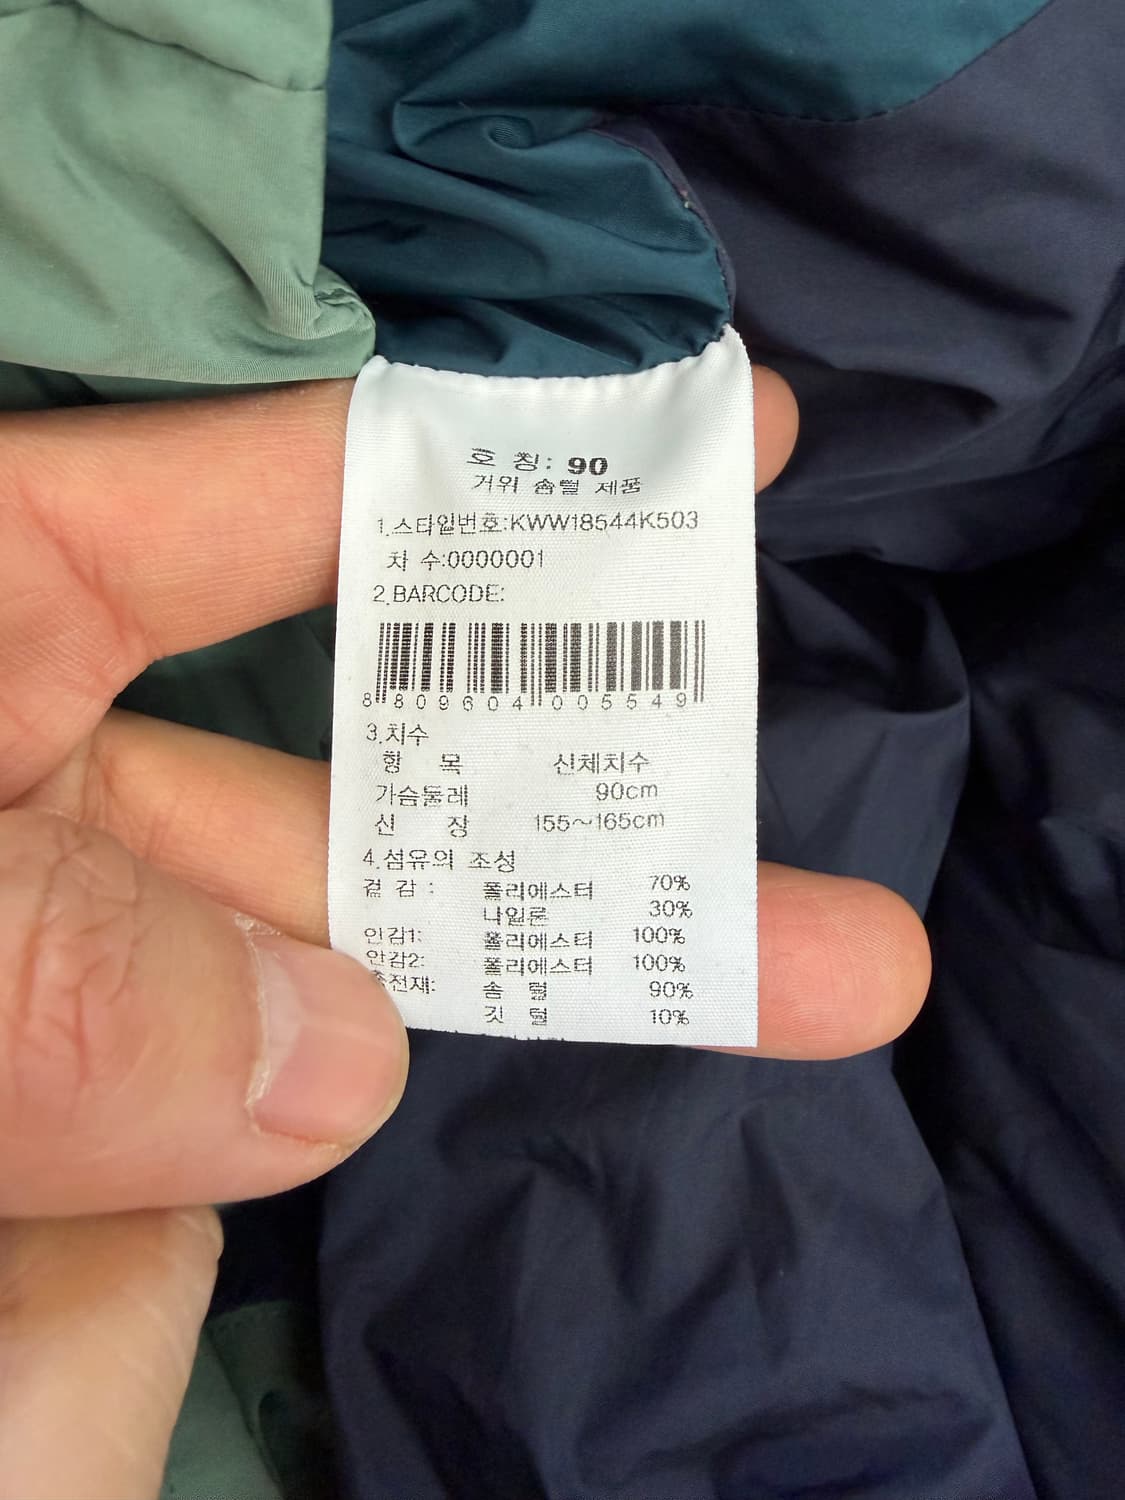 호 칭: 90
거위 솜털 제품
1.스타일번호:KWW18544K503
차 수:0000001
2.BARCODE:
8 809604 005549
3.치수
항 목 신체치수
가슴둘레 90cm
신 장 155~165cm
4.섬유의 조성
겉 감 : 폴리에스터 70%
나일론 30%
안감1: 폴리에스터 100%
안감2: 폴리에스터 100%
충전재: 솜 털 90%
깃 털 10%